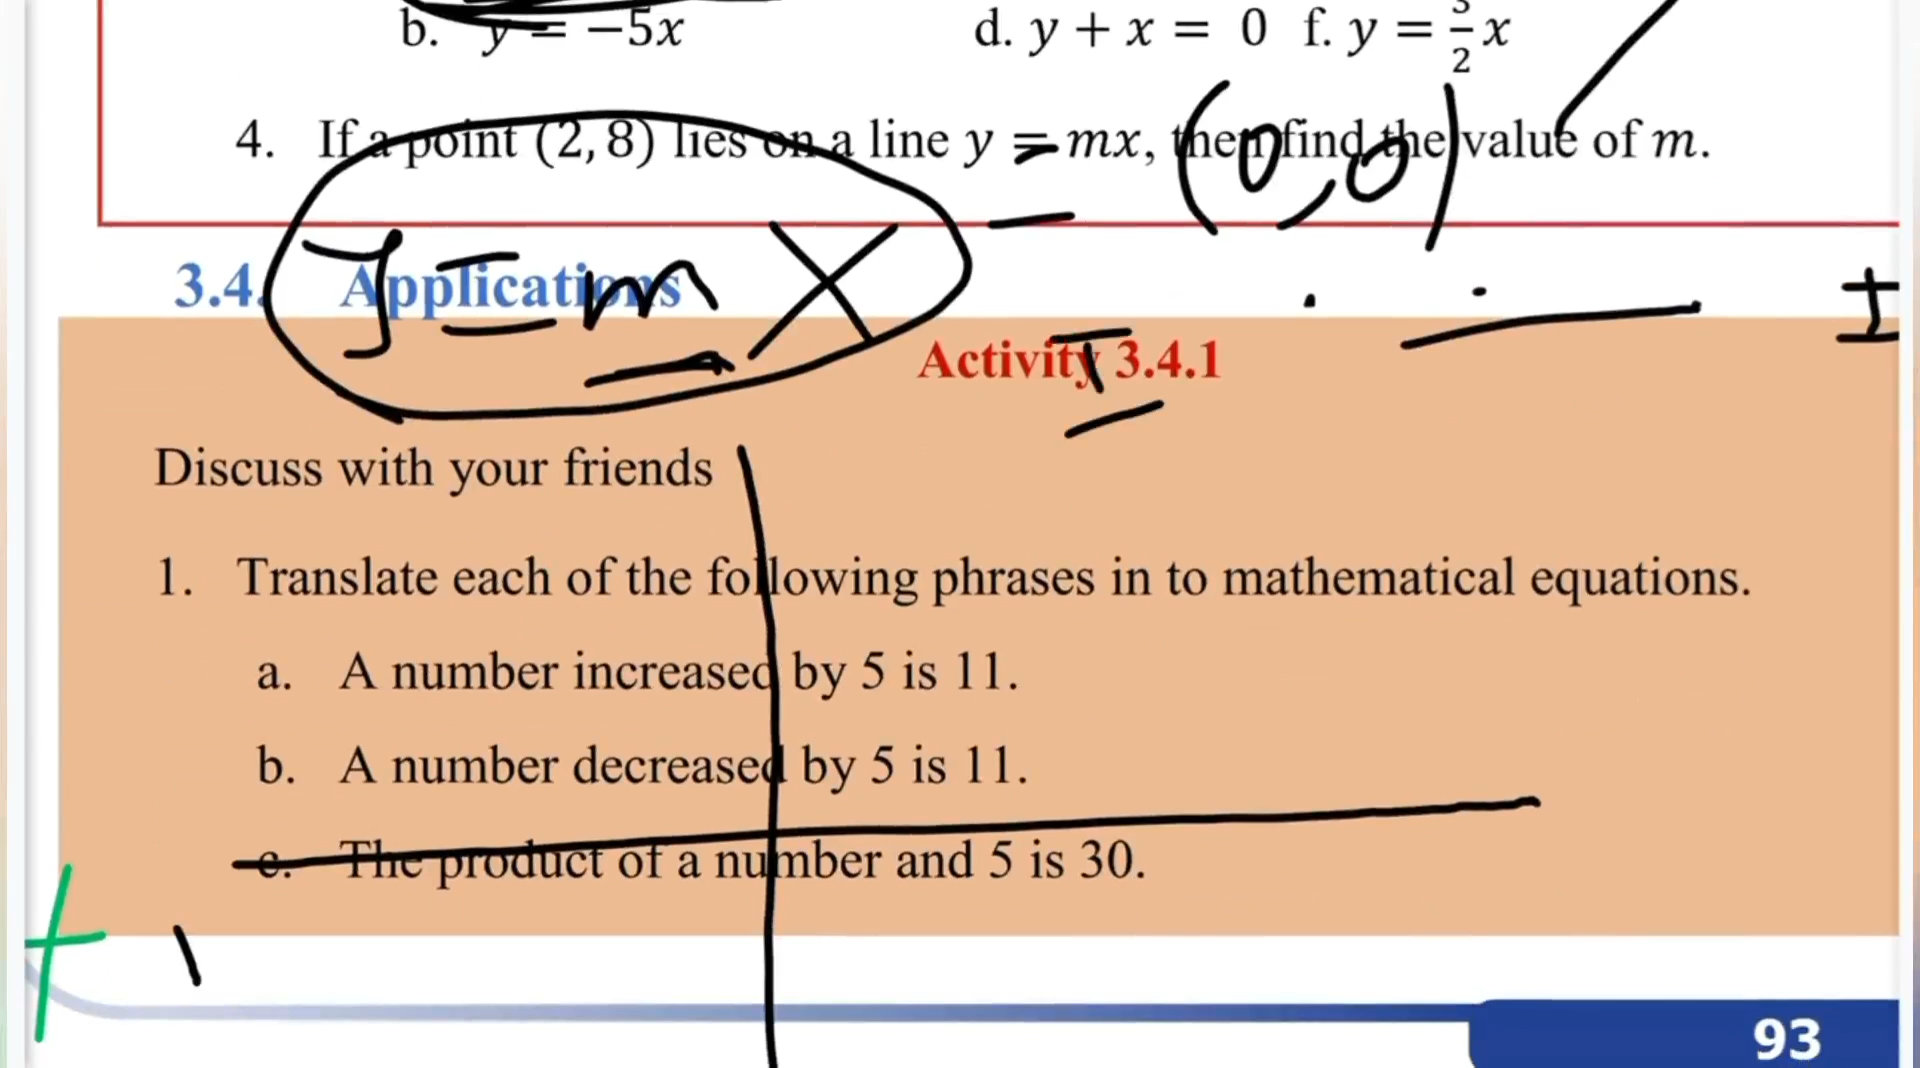 b. y = −5x d. y + x = 0 f. y = 3/2 x
4. If a point (2, 8) lies on a line y = mx, then find the value of m.
(0,0)
y = mx
3.4. Applications
Activity 3.4.1
Discuss with your friends
1. Translate each of the following phrases in to mathematical equations.
a. A number increased by 5 is 11.
b. A number decreased by 5 is 11.
c. The product of a number and 5 is 30.
93